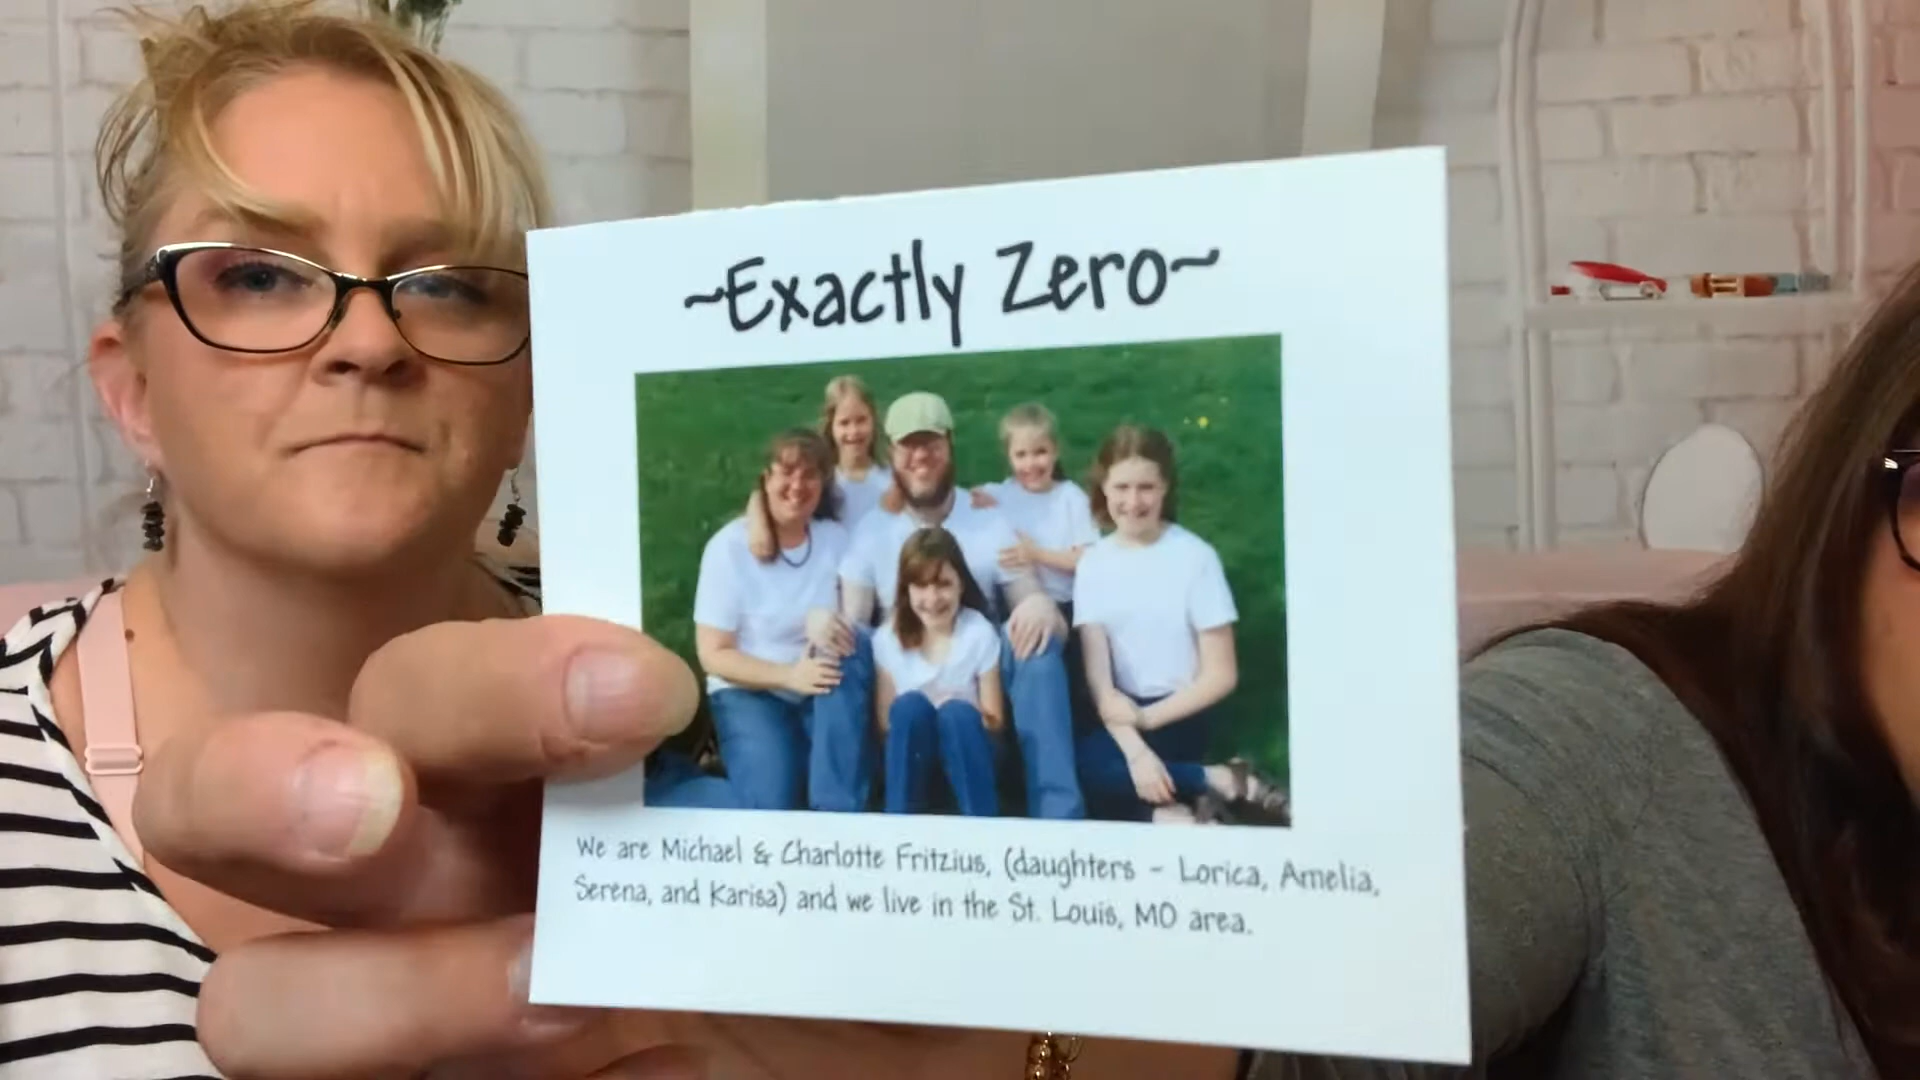 ~Exactly Zero~
We are Michael & Charlotte Fritzius, (daughters - Lorica, Amelia,
Serena, and Karisa) and we live in the St. Louis, MO area.